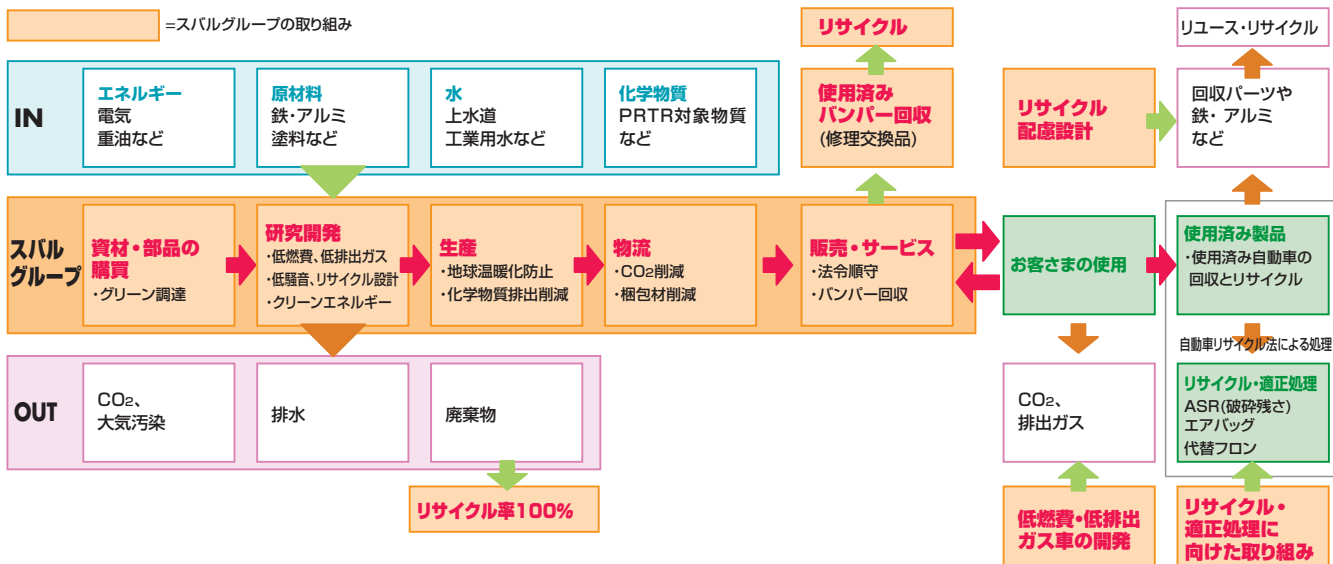 =スバルグループの取り組み
リサイクル
リユース・リサイクル
IN
エネルギー
電気
重油など
原材料
鉄・アルミ
塗料など
水
上水道
工業用水など
化学物質
PRTR対象物質
など
使用済み
バンパー回収
(修理交換品)
リサイクル
配慮設計
回収パーツや
鉄・アルミ
など
スバル
グループ
資材・部品の
購買
・グリーン調達
研究開発
・低燃費、低排出ガス
・低騒音、リサイクル設計
・クリーンエネルギー
生産
・地球温暖化防止
・化学物質排出削減
物流
・CO2削減
・梱包材削減
販売・サービス
・法令順守
・バンパー回収
お客さまの使用
使用済み製品
・使用済み自動車の
回収とリサイクル
自動車リサイクル法による処理
OUT
CO2、
大気汚染
排水
廃棄物
CO2、
排出ガス
リサイクル・適正処理
ASR(破砕残さ)
エアバッグ
代替フロン
リサイクル率100%
低燃費・低排出
ガス車の開発
リサイクル・
適正処理に
向けた取り組み